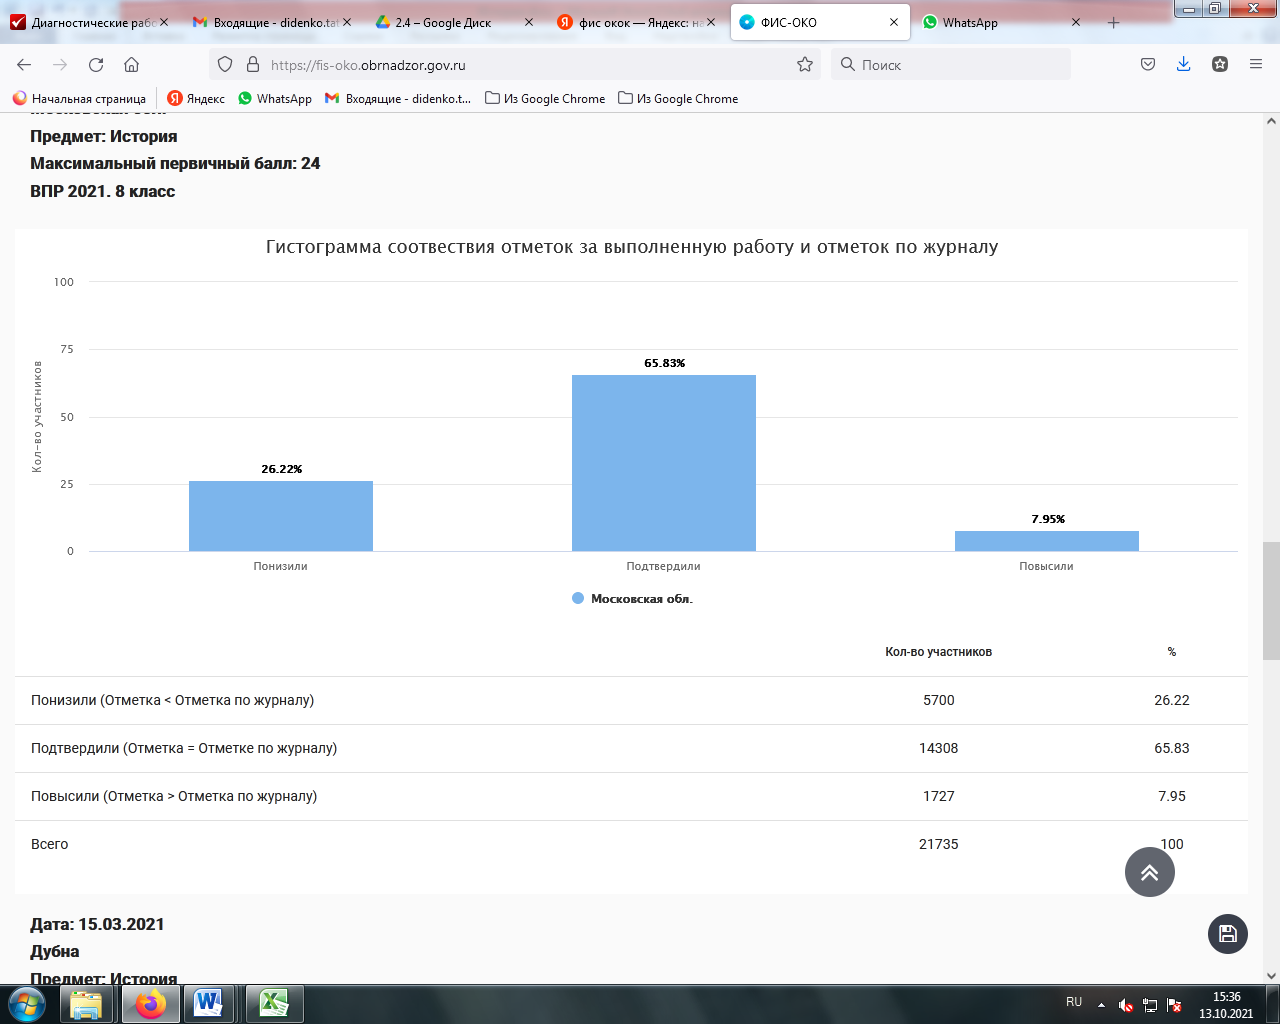 Диагностические рабо
Входящие - didenko.tat
2.4 – Google Диск
фис окок — Яндекс: на
ФИС-ОКО
WhatsApp
https://fis-oko.obrnadzor.gov.ru
Поиск
Начальная страница
Яндекс
WhatsApp
Входящие - didenko.t...
Из Google Chrome
Из Google Chrome
Предмет: История
Максимальный первичный балл: 24
ВПР 2021. 8 класс
Гистограмма соотвествия отметок за выполненную работу и отметок по журналу
Кол-во участников
100
75
50
25
0
26.22%
65.83%
7.95%
Понизили
Подтвердили
Повысили
Московская обл.
Кол-во участников %
Понизили (Отметка < Отметка по журналу) 5700 26.22
Подтвердили (Отметка = Отметке по журналу) 14308 65.83
Повысили (Отметка > Отметка по журналу) 1727 7.95
Всего 21735 100
Дата: 15.03.2021
Дубна
Предмет: История
RU
15:36
13.10.2021